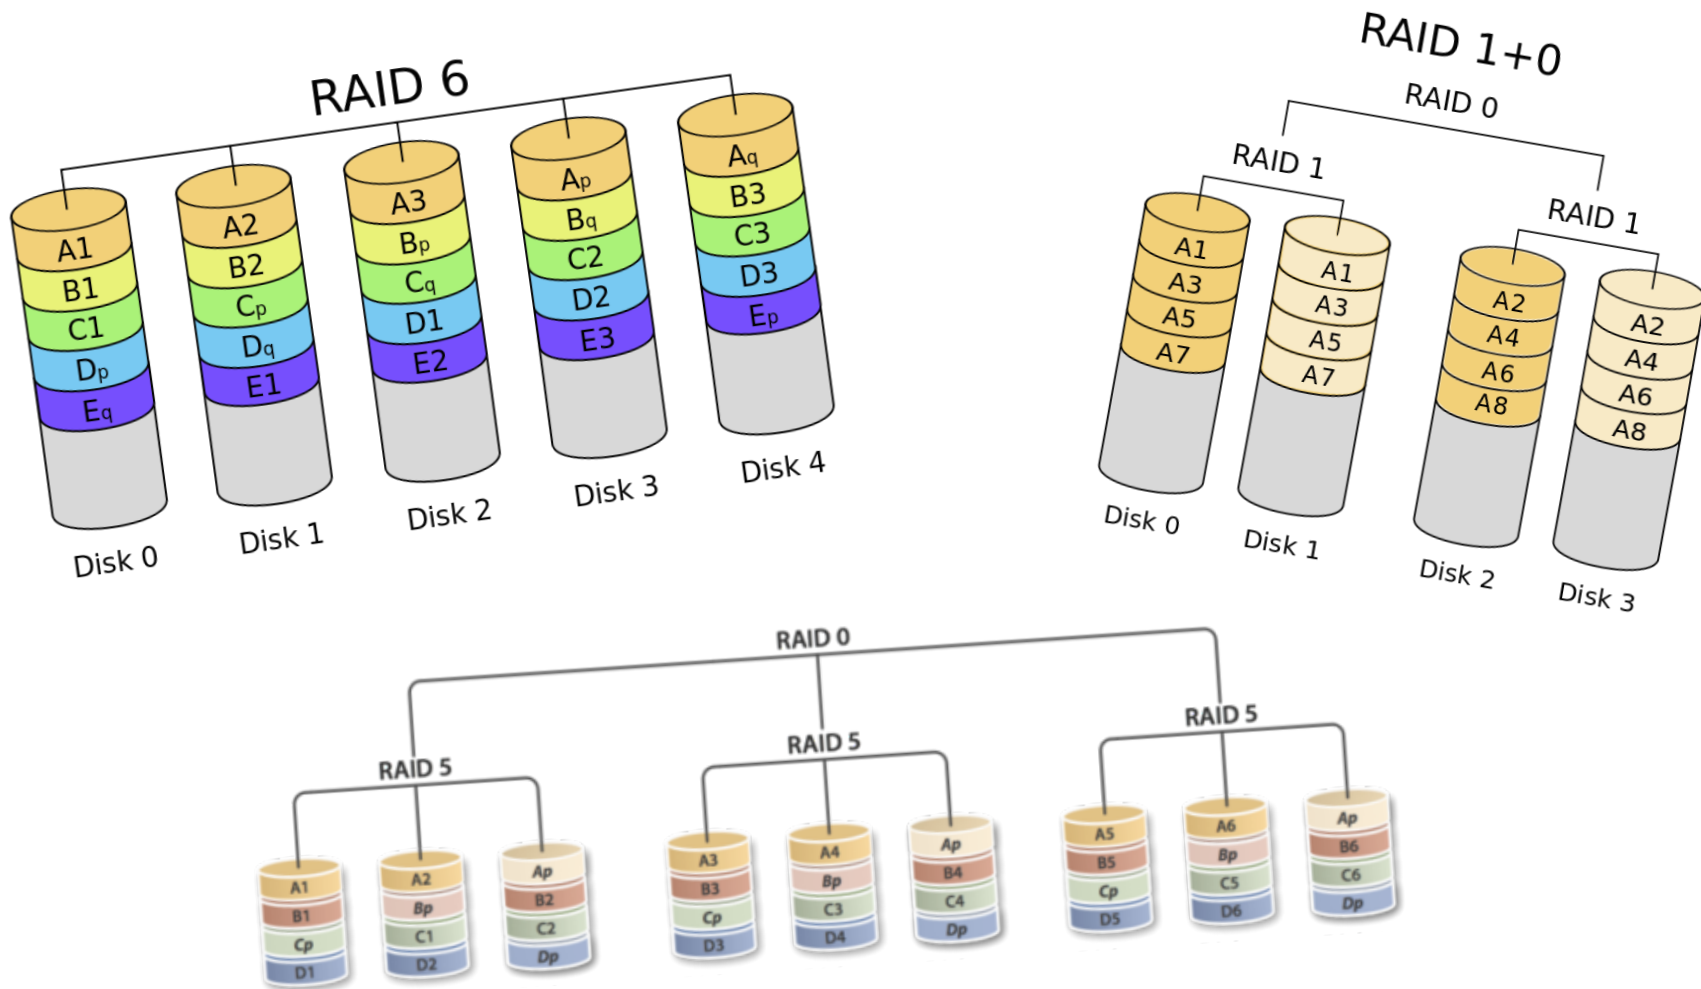 RAID 6
A1
B1
C1
Dp
Eq
Disk 0
A2
B2
Cp
Dq
E1
Disk 1
A3
Bp
Cq
D1
E2
Disk 2
Ap
Bq
C2
D2
E3
Disk 3
Aq
B3
C3
D3
Ep
Disk 4
RAID 1+0
RAID 0
RAID 1
A1
A3
A5
A7
Disk 0
A1
A3
A5
A7
Disk 1
RAID 1
A2
A4
A6
A8
Disk 2
A2
A4
A6
A8
Disk 3
RAID 0
RAID 5
A1
B1
Cp
D1
A2
Bp
C1
D2
Ap
B2
C2
Dp
RAID 5
A3
B3
Cp
D3
A4
Bp
C3
D4
Ap
B4
C4
Dp
RAID 5
A5
B5
Cp
D5
A6
Bp
C5
D6
Ap
B6
C6
Dp